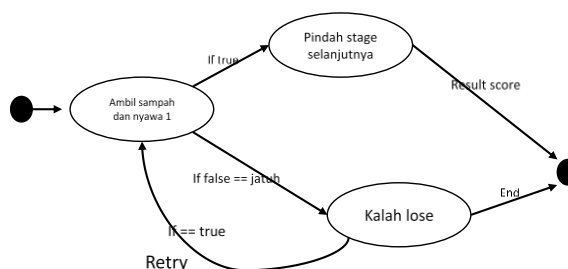 Pindah stage
selanjutnya
If true
Ambil sampah
dan nyawa 1
Result score
If false == jatuh
End
Kalah lose
If == true
Retry